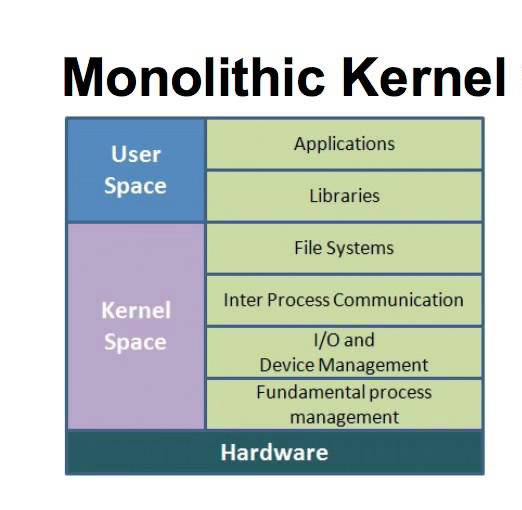 Monolithic Kernel
User
Space
Applications
Libraries
Kernel
Space
File Systems
Inter Process Communication
I/O and
Device Management
Fundamental process
management
Hardware